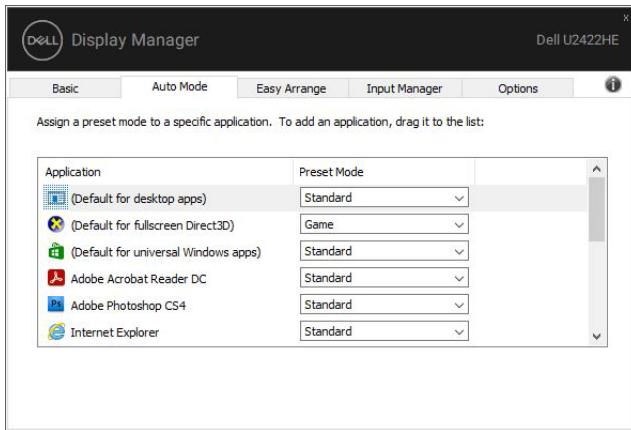 x
DELL Display Manager Dell U2422HE
Basic Auto Mode Easy Arrange Input Manager Options i
Assign a preset mode to a specific application. To add an application, drag it to the list:
Application Preset Mode
(Default for desktop apps) Standard
(Default for fullscreen Direct3D) Game
(Default for universal Windows apps) Standard
Adobe Acrobat Reader DC Standard
Ps Adobe Photoshop CS4 Standard
Internet Explorer Standard